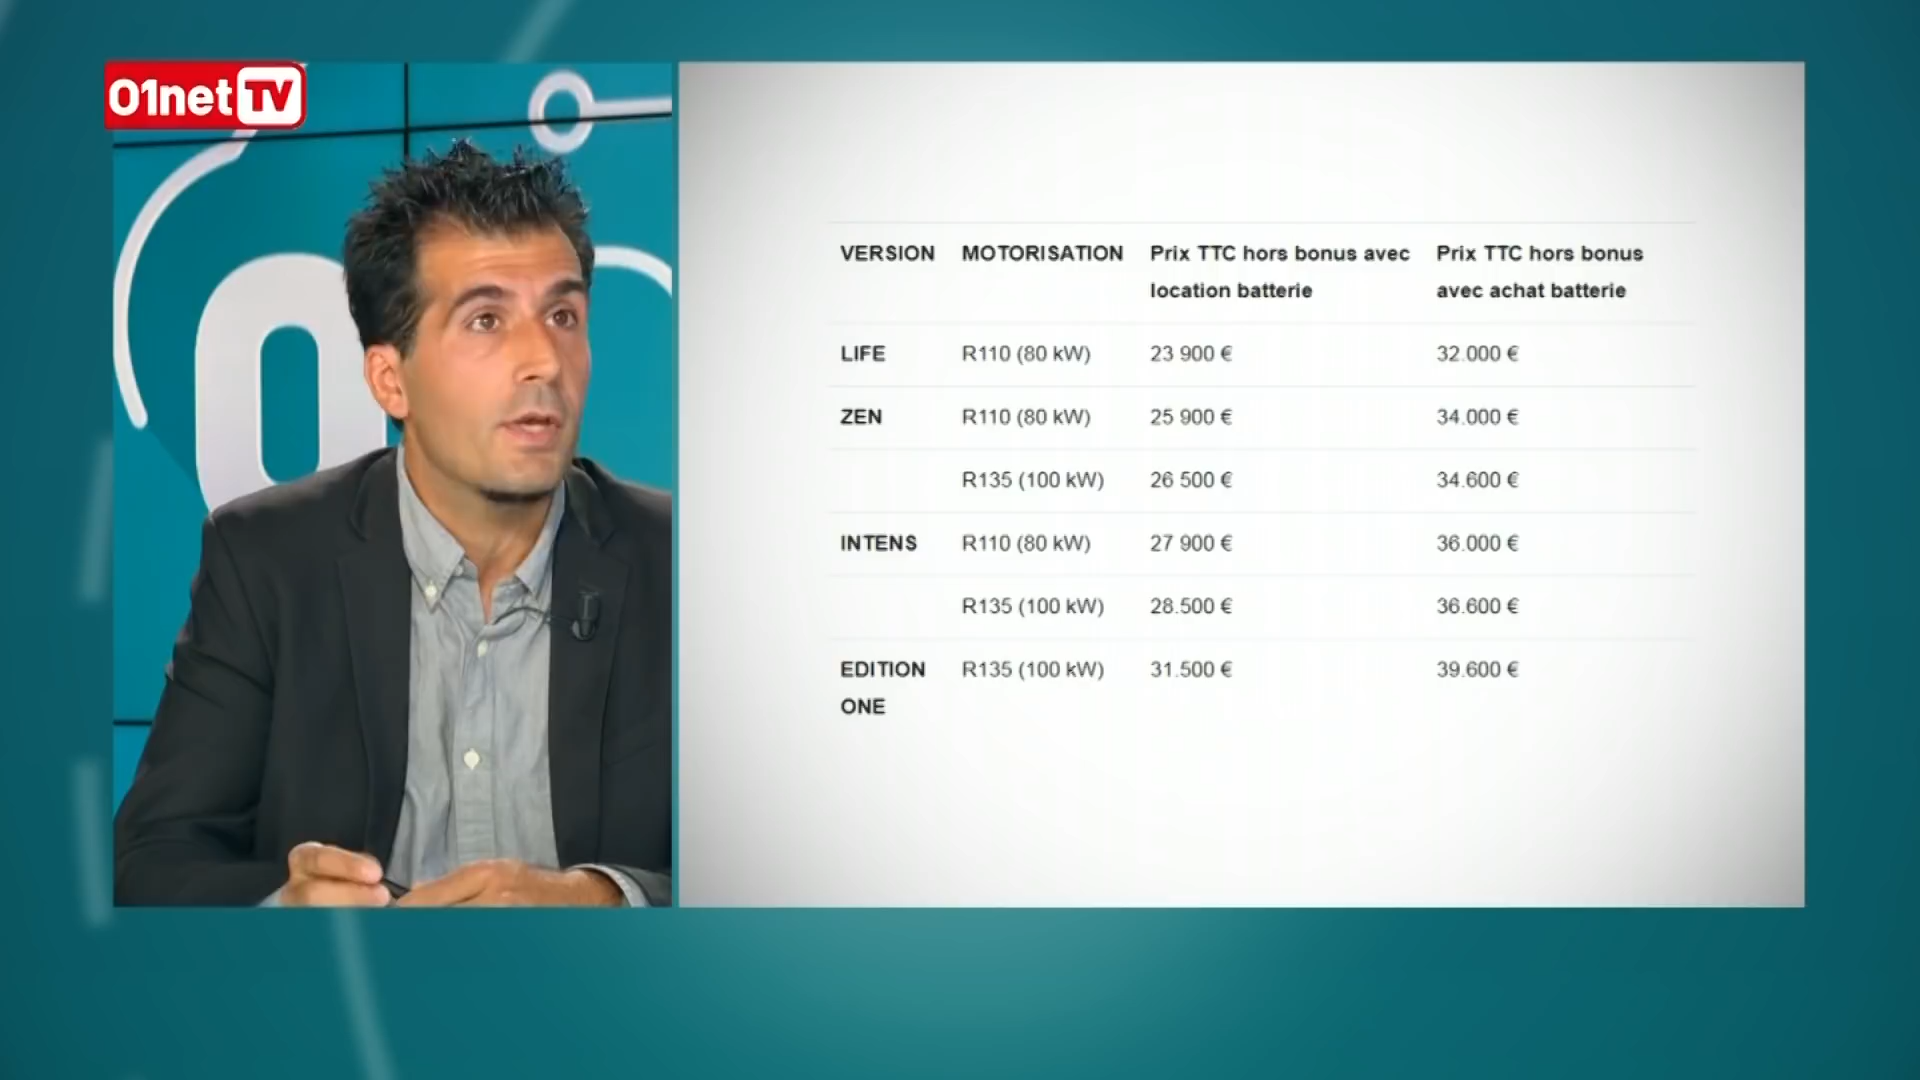 01net TV
VERSION MOTORISATION Prix TTC hors bonus avec location batterie Prix TTC hors bonus avec achat batterie
LIFE R110 (80 kW) 23 900 € 32.000 €
ZEN R110 (80 kW) 25 900 € 34.000 €
R135 (100 kW) 26 500 € 34.600 €
INTENS R110 (80 kW) 27 900 € 36.000 €
R135 (100 kW) 28.500 € 36.600 €
EDITION ONE R135 (100 kW) 31.500 € 39.600 €